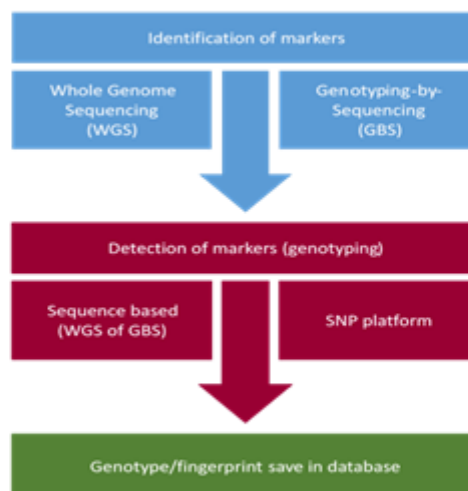 Identification of markers
Whole Genome
Sequencing
(WGS)
Genotyping-by-
Sequencing
(GBS)
Detection of markers (genotyping)
Sequence based
(WGS of GBS)
SNP platform
Genotype/fingerprint save in database